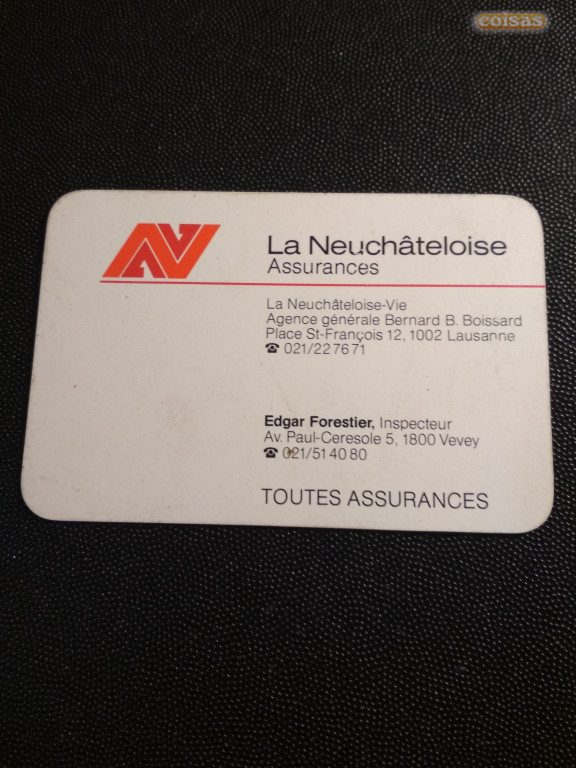 coisas
La Neuchâteloise
Assurances
La Neuchâteloise-Vie
Agence générale Bernard B. Boissard
Place St-François 12, 1002 Lausanne
☎ 021/22 76 71
Edgar Forestier, Inspecteur
Av. Paul-Ceresole 5, 1800 Vevey
☎ 021/51 40 80
TOUTES ASSURANCES